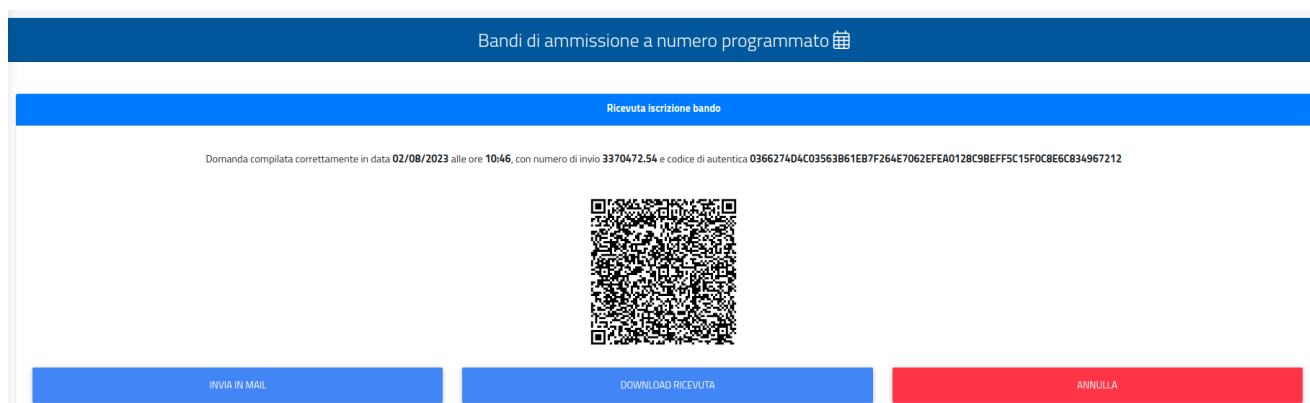 Bandi di ammissione a numero programmato
Ricevuta iscrizione bando
Domanda compilata correttamente in data 02/08/2023 alle ore 10:46, con numero di invio 3370472.54 e codice di autentica 0366274D4C03563B61EB7F264E7062EFEA0128C9BEFF5C15F0C8E6C834967212
INVIA IN MAIL
DOWNLOAD RICEVUTA
ANNULLA